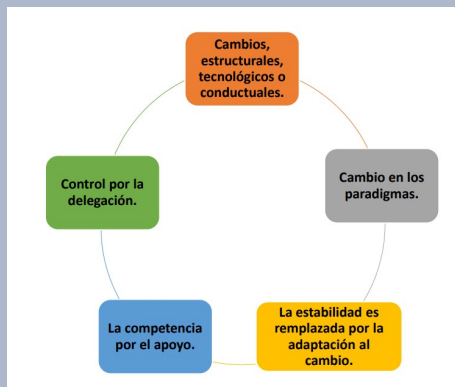 Cambios,
estructurales,
tecnológicos o
conductuales.
Cambio en los
paradigmas.
La estabilidad es
remplazada por la
adaptación al
cambio.
La competencia
por el apoyo.
Control por la
delegación.